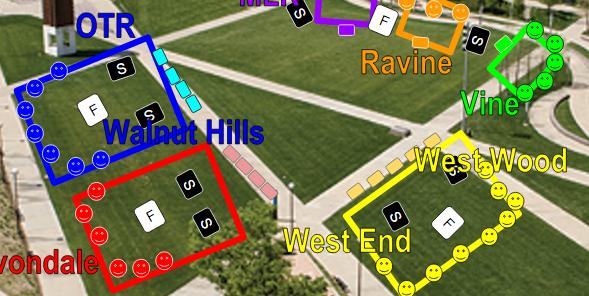 OTR
S
F
S
Walnut Hills
S
F
S
vondale
S
F
S
Ravine
Vine
West Wood
S
S
F
West End